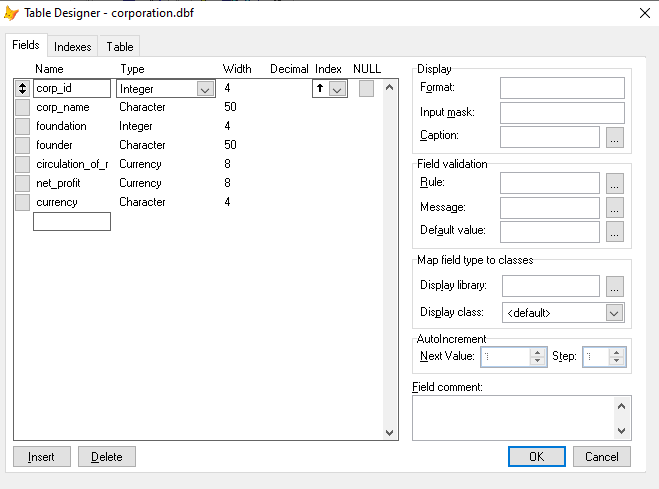 Table Designer - corporation.dbf
Fields Indexes Table
Name Type Width Decimal Index NULL
corp_id Integer 4
corp_name Character 50
foundation Integer 4
founder Character 50
circulation_of_r Currency 8
net_profit Currency 8
currency Character 4
Display
Format:
Input mask:
Caption: ...
Field validation
Rule: ...
Message: ...
Default value: ...
Map field type to classes
Display library: ...
Display class: <default>
AutoIncrement
Next Value: 1 Step: 1
Field comment:
Insert Delete OK Cancel